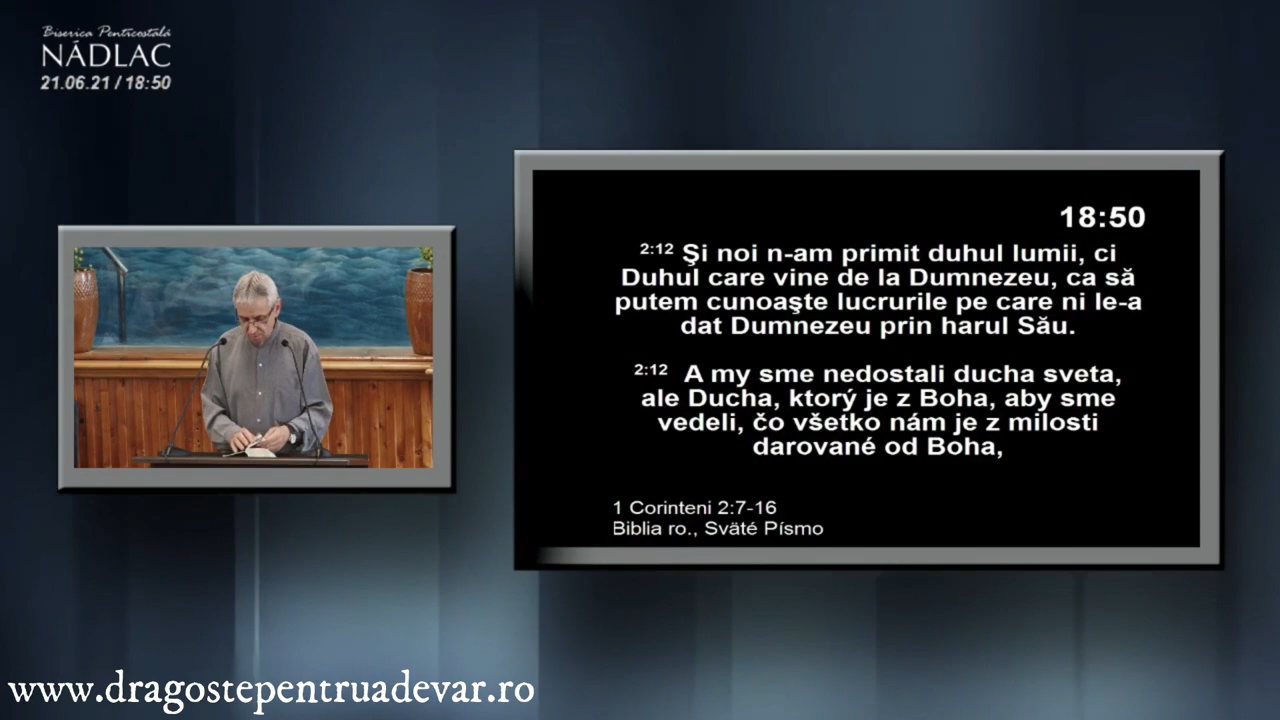 Biserica Penticostală
NĂDLAC
21.06.21 / 18:50
18:50
2:12 Şi noi n-am primit duhul lumii, ci
Duhul care vine de la Dumnezeu, ca să
putem cunoaşte lucrurile pe care ni le-a
dat Dumnezeu prin harul Său.
2:12 A my sme nedostali ducha sveta,
ale Ducha, ktorý je z Boha, aby sme
vedeli, čo všetko nám je z milosti
darované od Boha,
1 Corinteni 2:7-16
Biblia ro., Sväté Písmo
www.dragostepentruadevar.ro